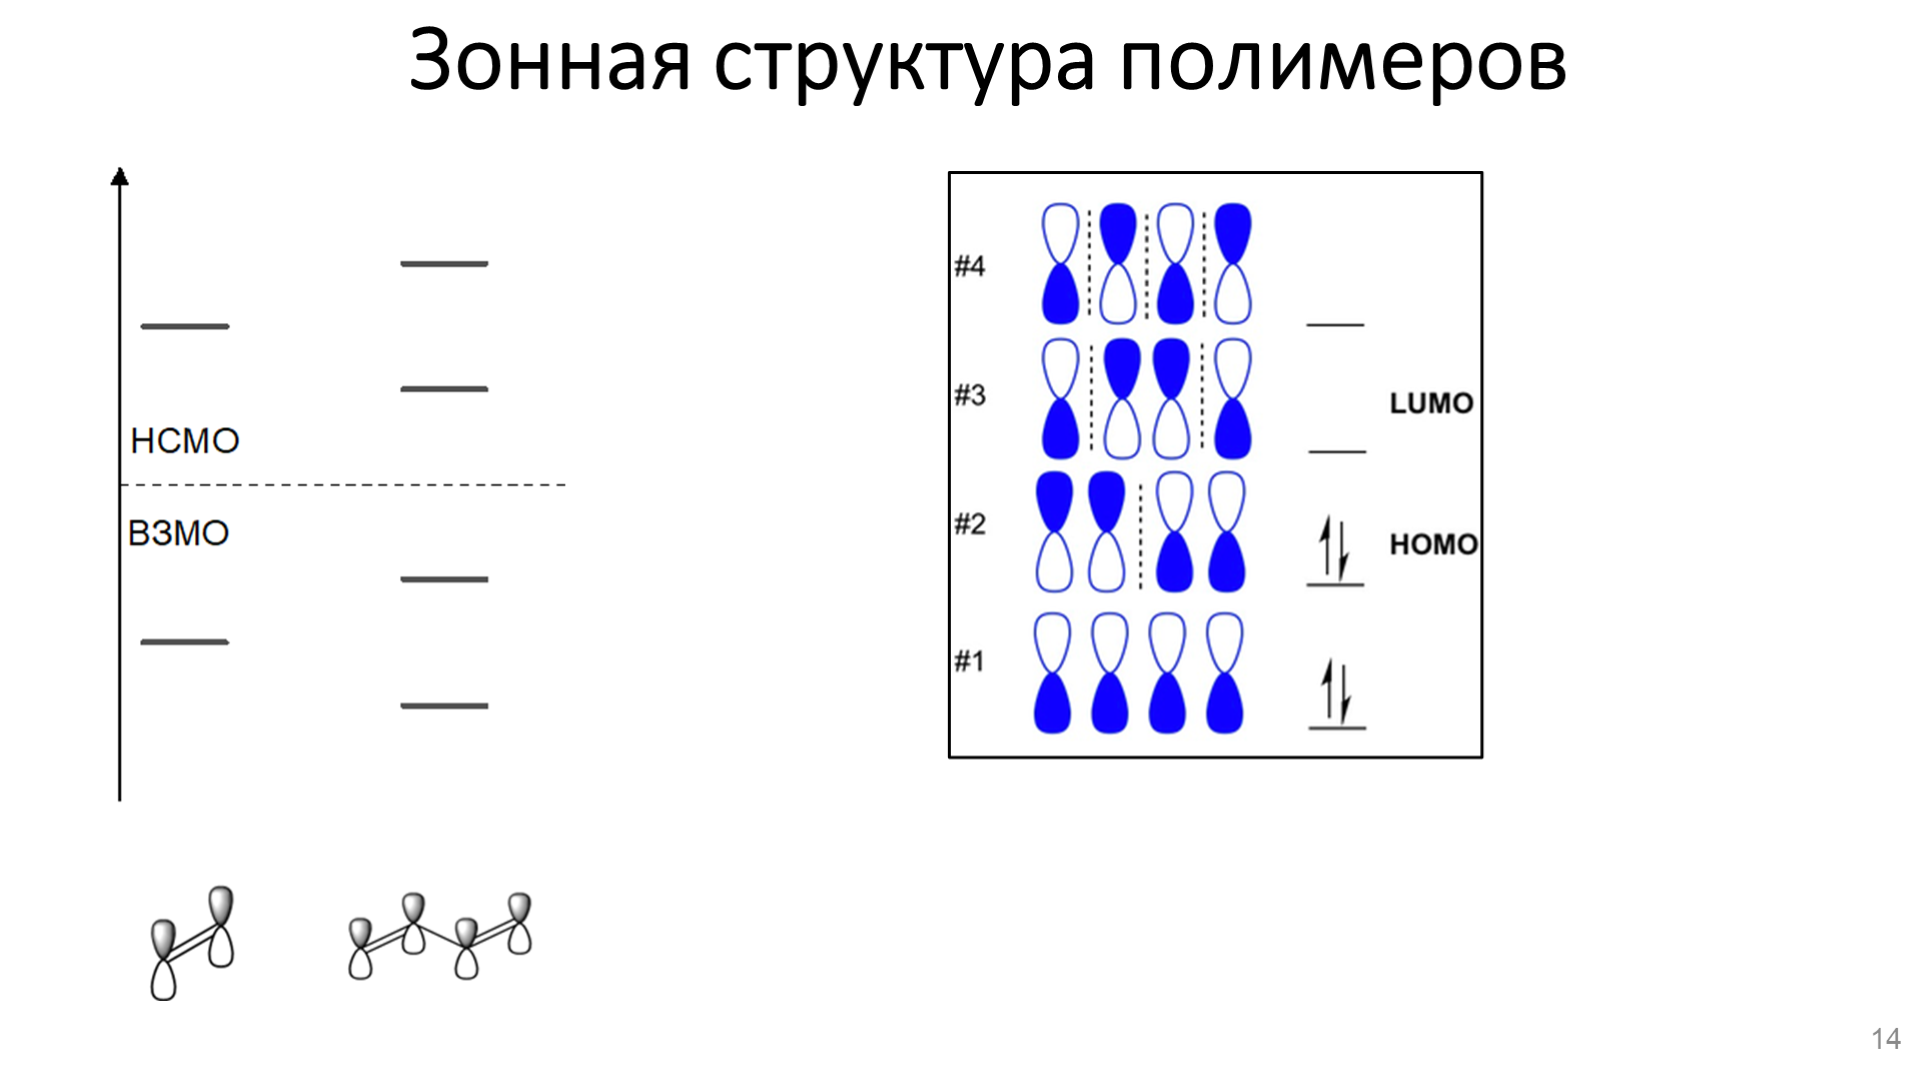 Зонная структура полимеров
НСМО
ВЗМО
#4
#3
LUMO
#2
HOMO
#1
14